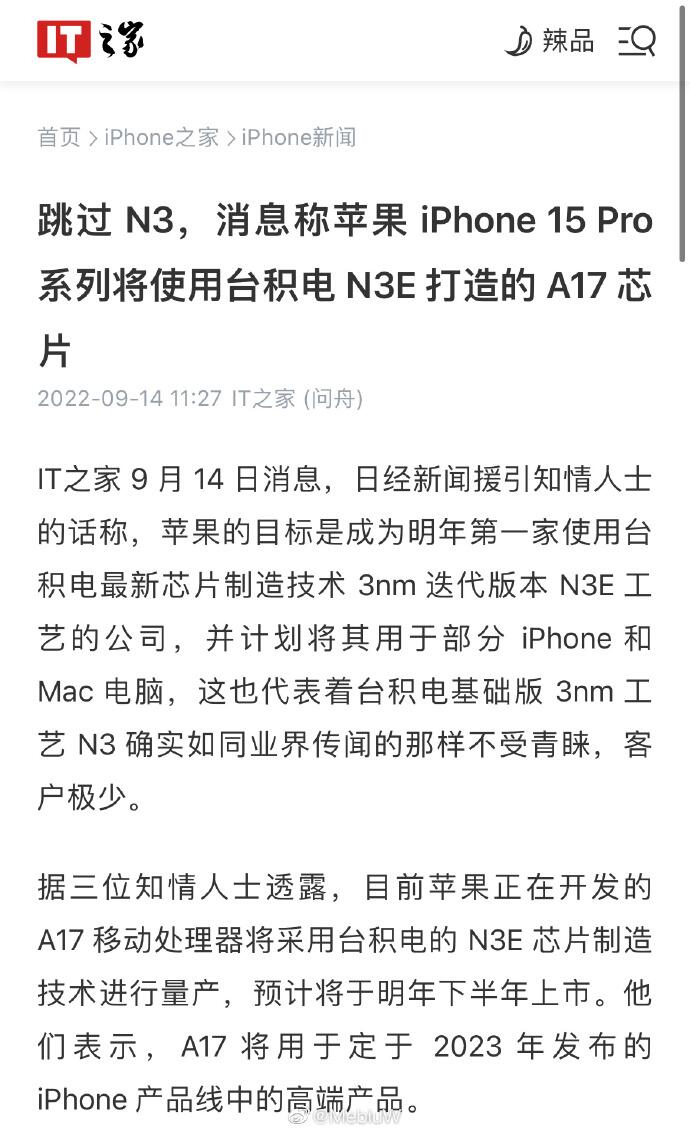 IT之家
辣品
首页 > iPhone之家 > iPhone新闻
跳过 N3，消息称苹果 iPhone 15 Pro
系列将使用台积电 N3E 打造的 A17 芯
片
2022-09-14 11:27 IT之家 (问舟)
IT之家 9 月 14 日消息，日经新闻援引知情人士
的话称，苹果的目标是成为明年第一家使用台
积电最新芯片制造技术 3nm 迭代版本 N3E 工
艺的公司，并计划将其用于部分 iPhone 和
Mac 电脑，这也代表着台积电基础版 3nm 工
艺 N3 确实如同业界传闻的那样不受青睐，客
户极少。
据三位知情人士透露，目前苹果正在开发的
A17 移动处理器将采用台积电的 N3E 芯片制造
技术进行量产，预计将于明年下半年上市。他
们表示，A17 将用于定于 2023 年发布的
iPhone 产品线中的高端产品。
@MebiuW